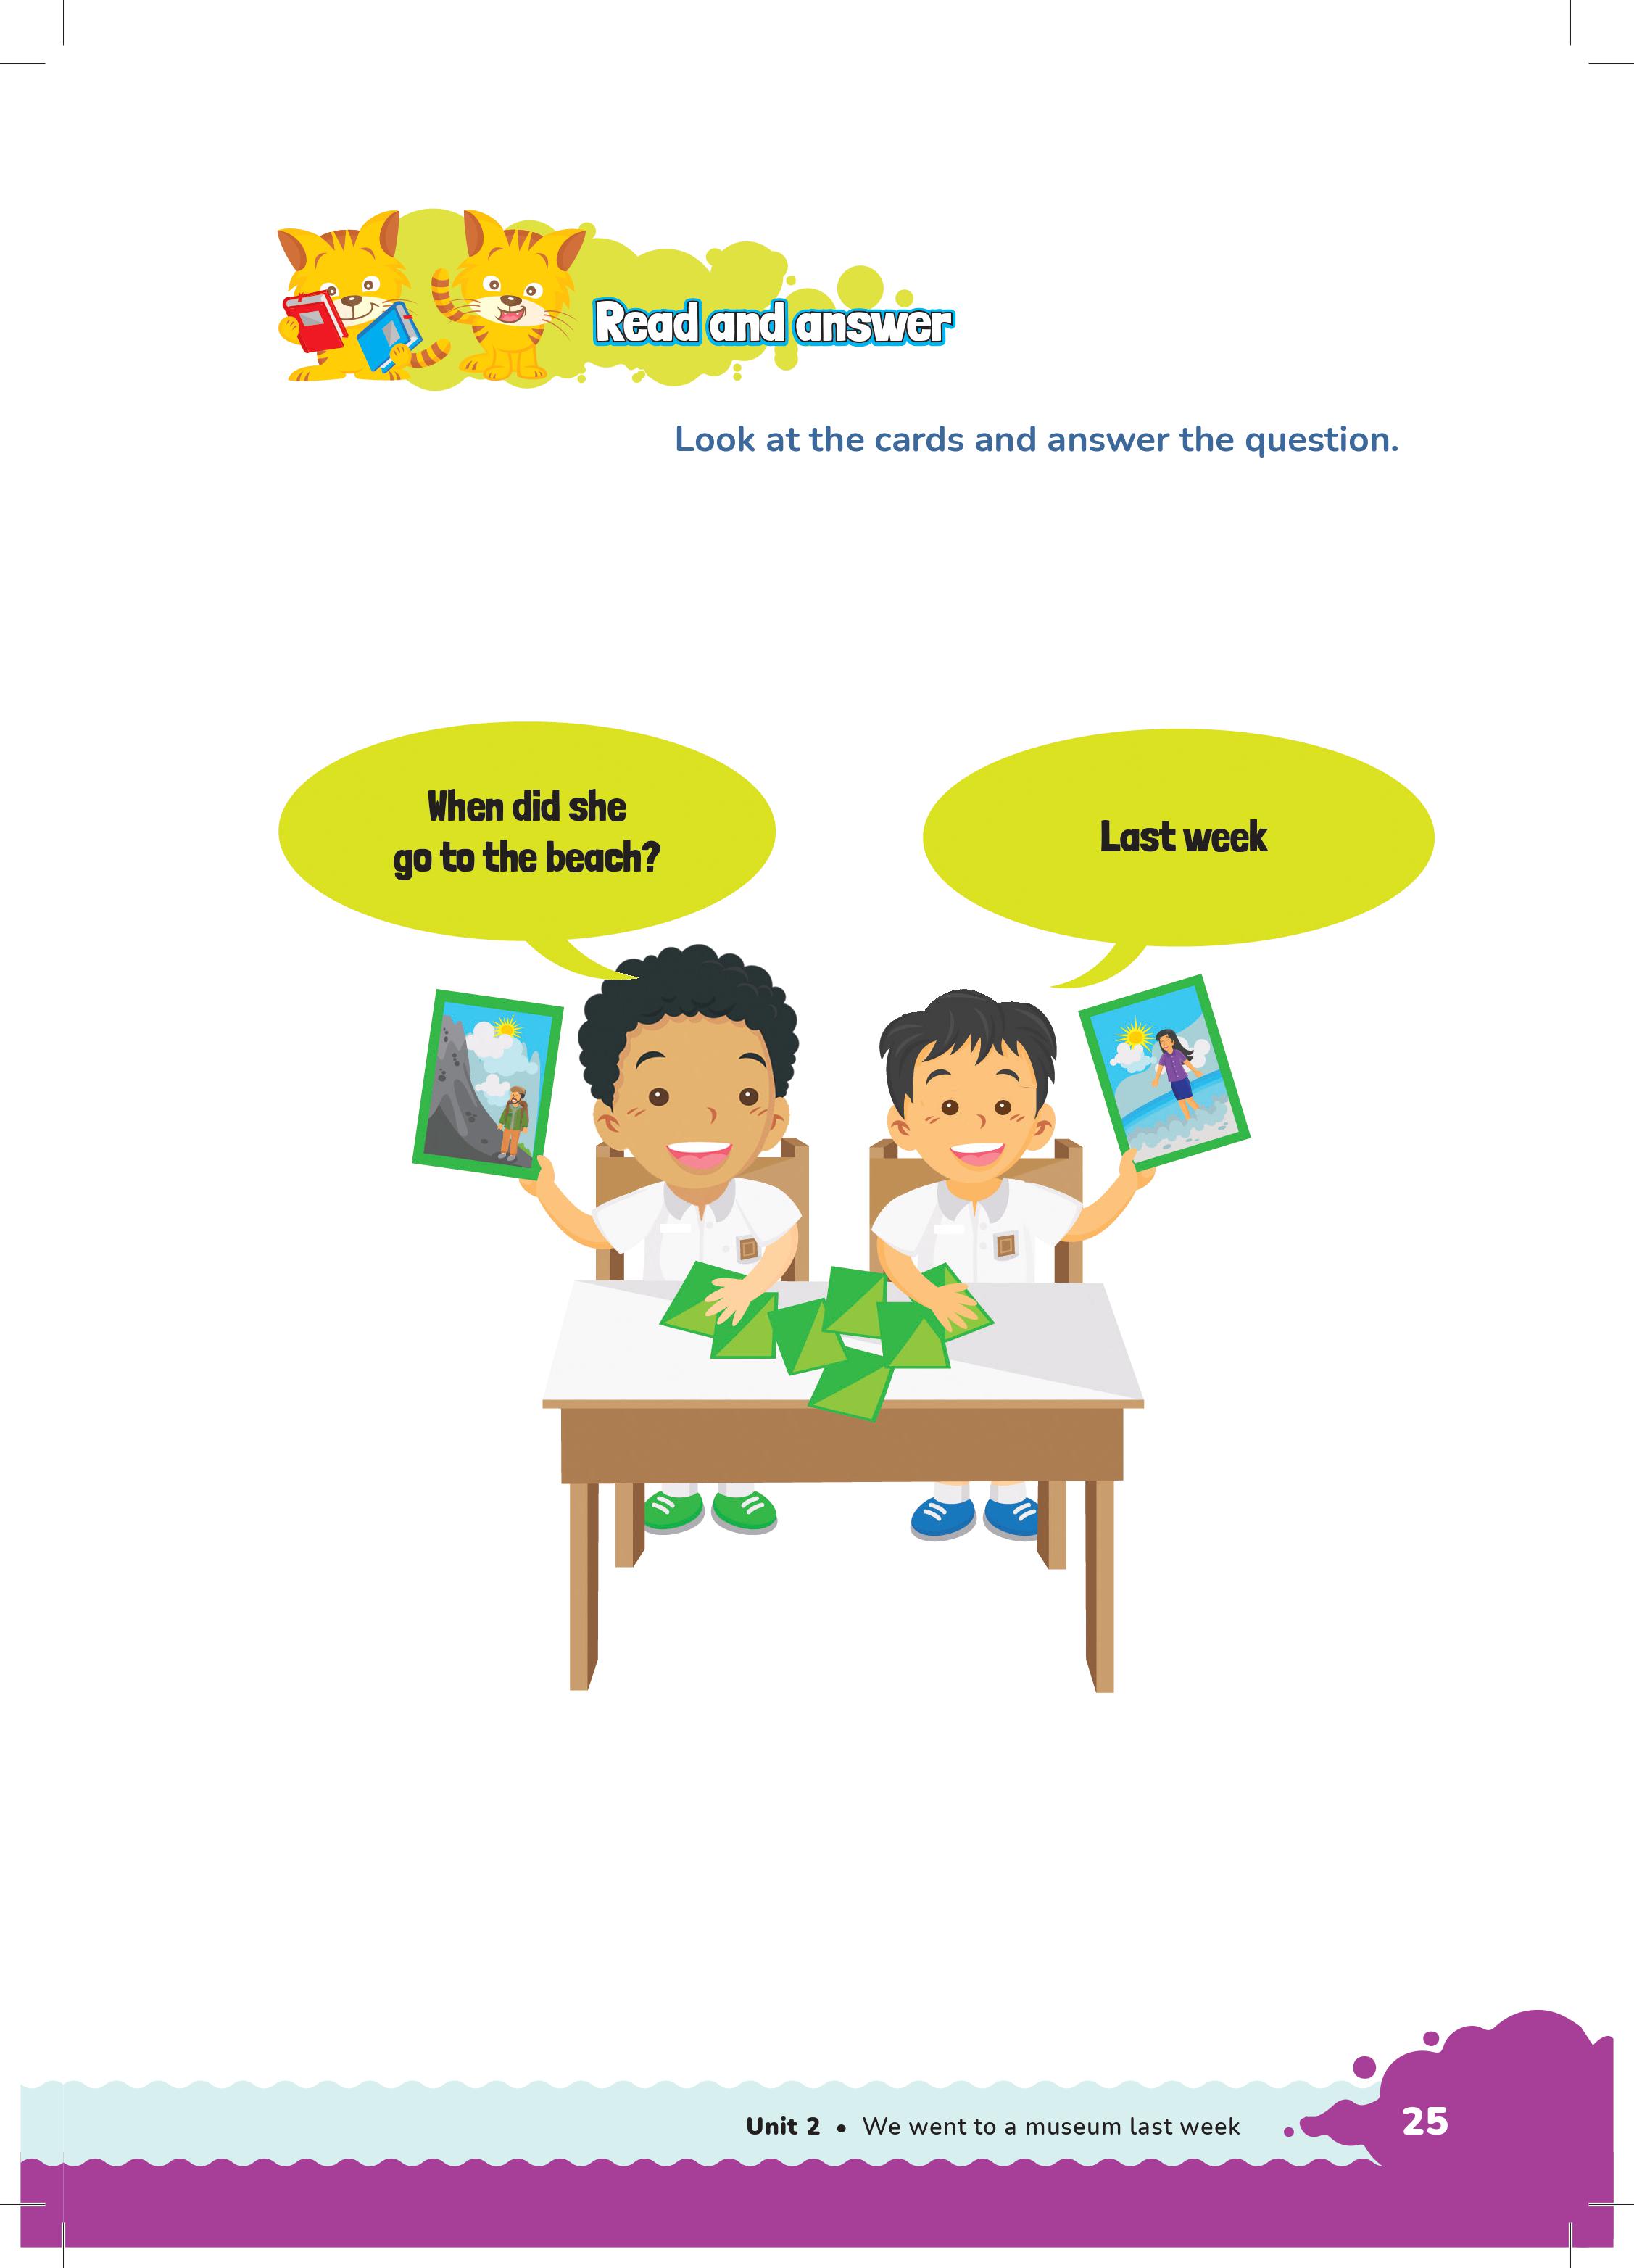 Read and answer
Look at the cards and answer the question.
When did she
go to the beach?
Last week
Unit 2 • We went to a museum last week
25